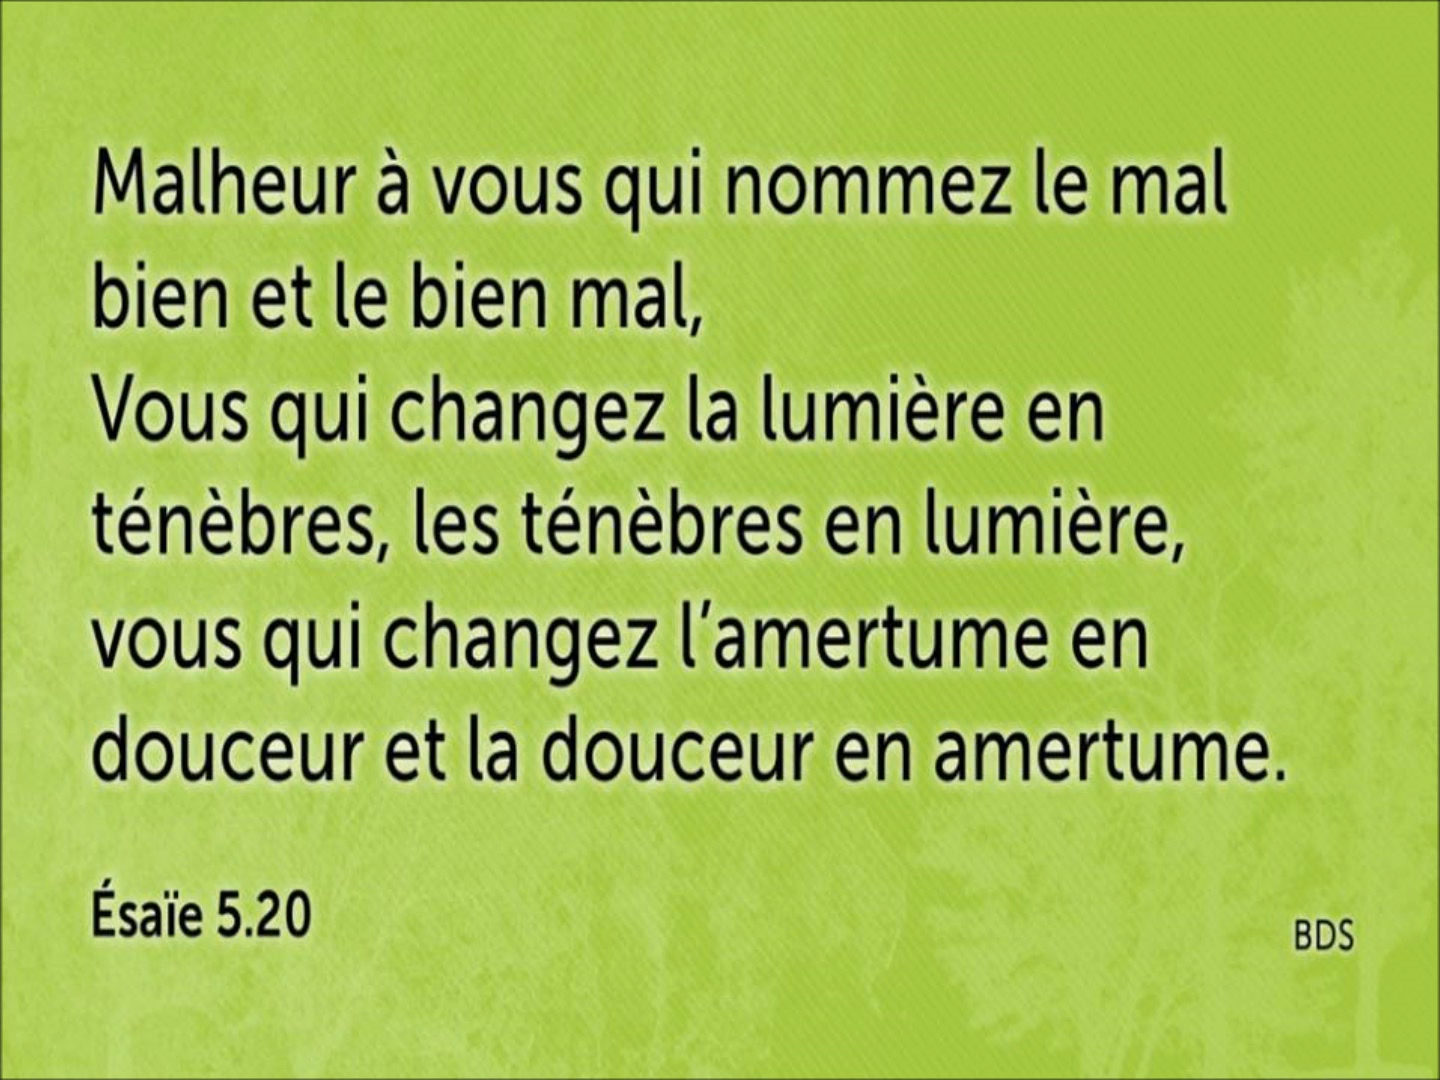 Malheur à vous qui nommez le mal
bien et le bien mal,
Vous qui changez la lumière en
ténèbres, les ténèbres en lumière,
vous qui changez l’amertume en
douceur et la douceur en amertume.
Ésaïe 5.20
BDS